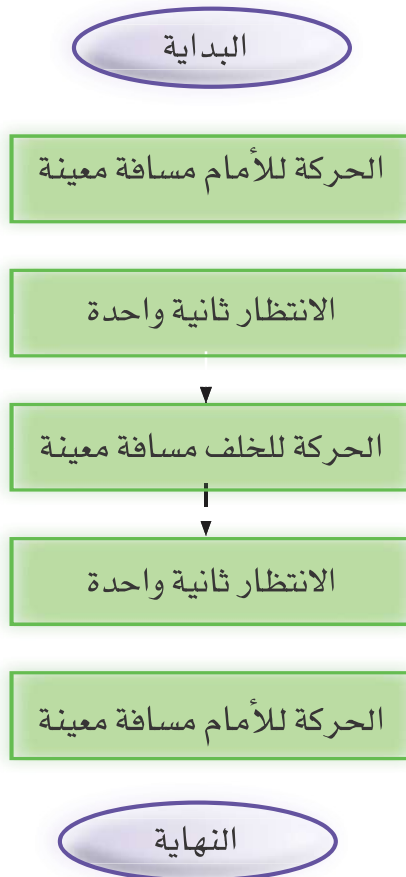 البداية
الحركة للأمام مسافة معينة
الانتظار ثانية واحدة
الحركة للخلف مسافة معينة
الانتظار ثانية واحدة
الحركة للأمام مسافة معينة
النهاية